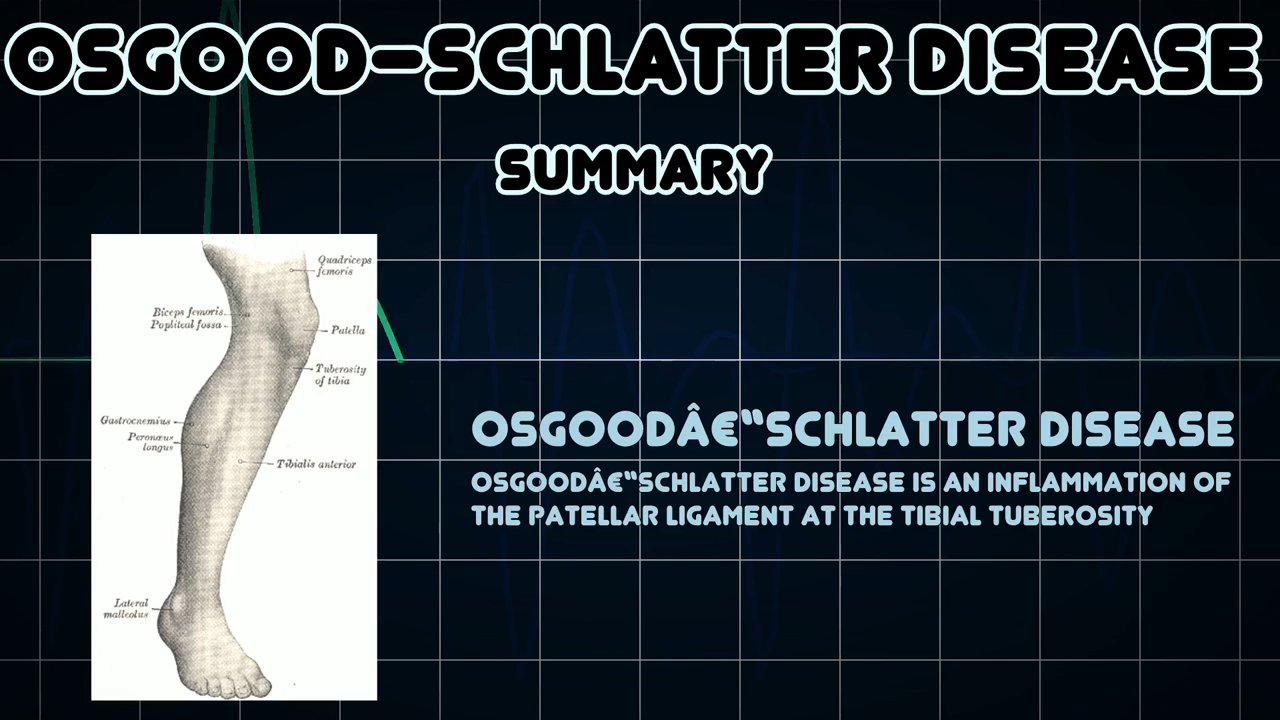 OSGOOD–SCHLATTER DISEASE
SUMMARY
Quadriceps
femoris
Biceps femoris
Popliteal fossa
Patella
Tuberosity
of tibia
Gastrocnemius
Peronæus
longus
Tibialis anterior
Lateral
malleolus
OSGOODÂ€“SCHLATTER DISEASE
OSGOODÂ€“SCHLATTER DISEASE IS AN INFLAMMATION OF
THE PATELLAR LIGAMENT AT THE TIBIAL TUBEROSITY